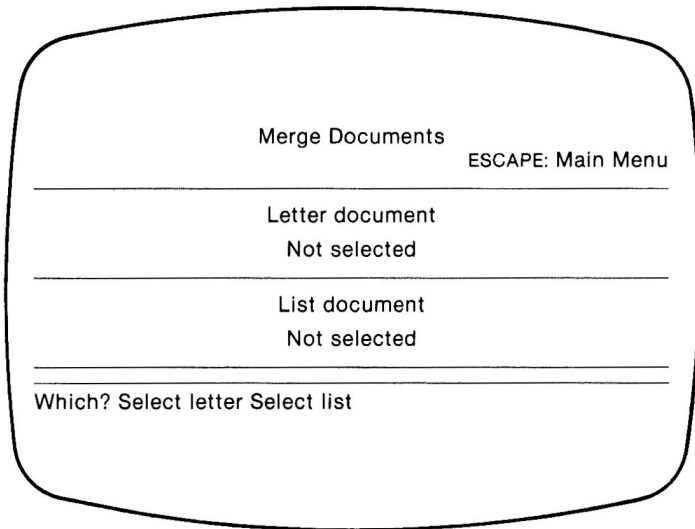 Merge Documents
ESCAPE: Main Menu
Letter document
Not selected
List document
Not selected
Which? Select letter Select list